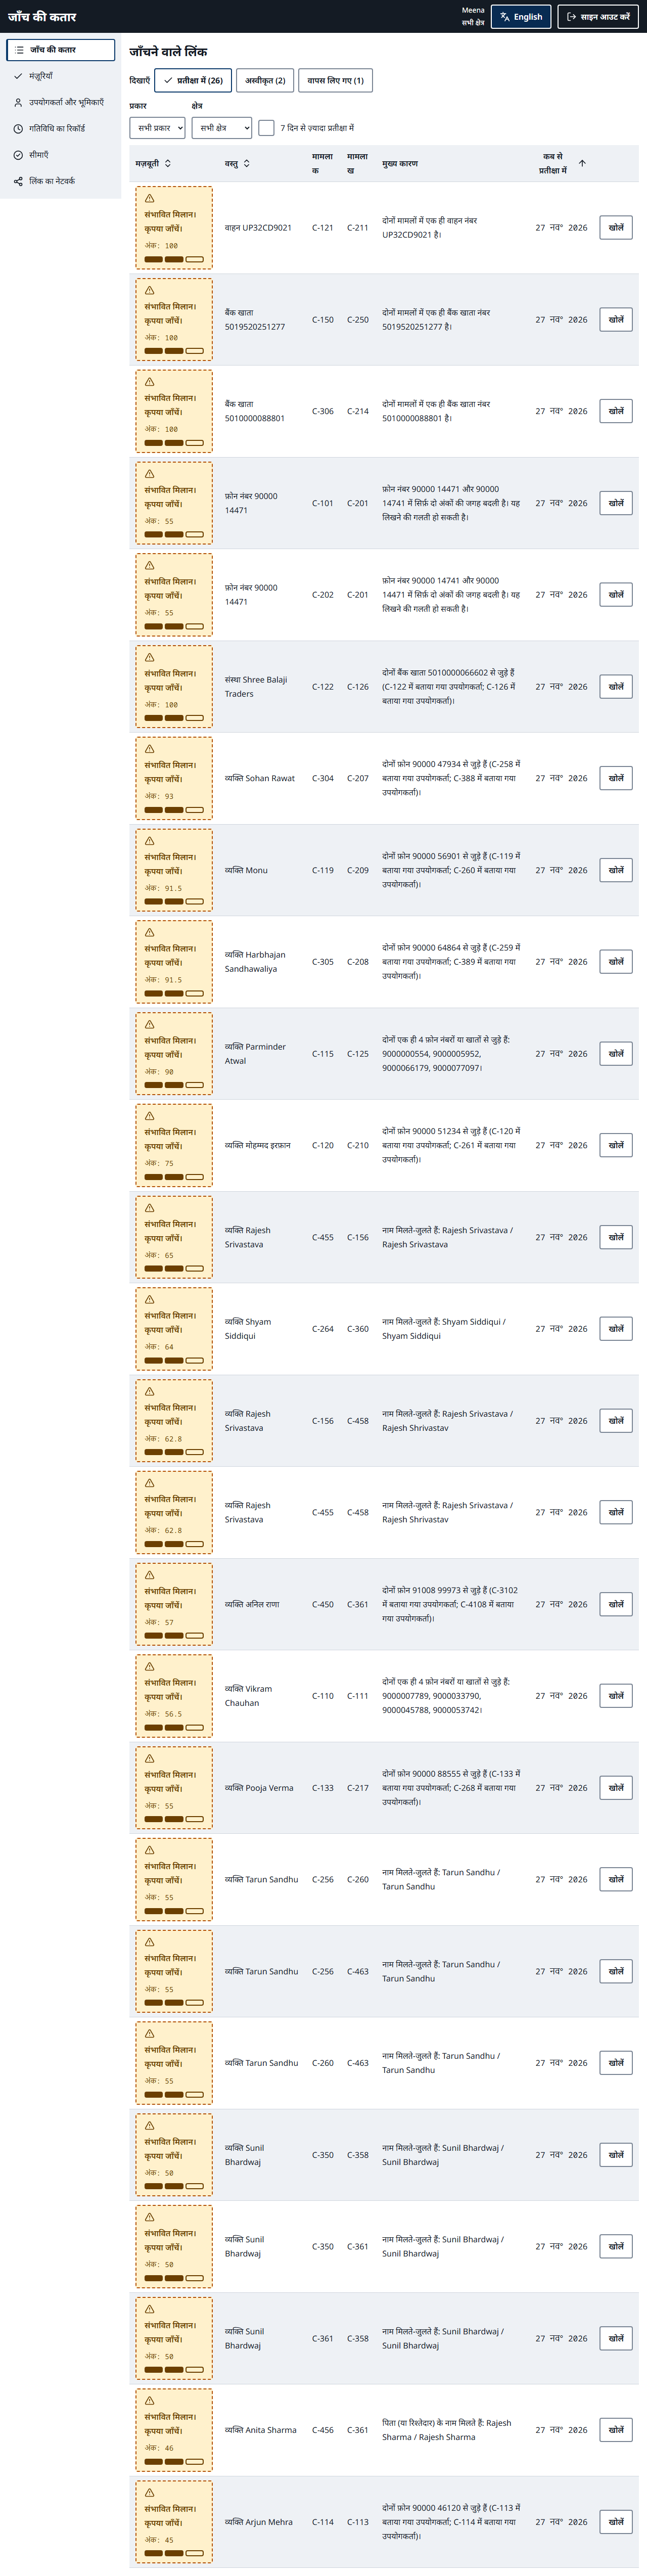 जाँच की कतार
Meena
सभी क्षेत्र
English
साइन आउट करें
जाँच की कतार
मंज़ूरियाँ
उपयोगकर्ता और भूमिकाएँ
गतिविधि का रिकॉर्ड
सीमाएँ
लिंक का नेटवर्क
जाँचने वाले लिंक
दिखाएँ
प्रतीक्षा में (26)
अस्वीकृत (2)
वापस लिए गए (1)
प्रकार
क्षेत्र
सभी प्रकार
सभी क्षेत्र
7 दिन से ज़्यादा प्रतीक्षा में
मज़बूती
वस्तु
मामला
क
मामला
ख
मुख्य कारण
कब से
प्रतीक्षा में
संभावित मिलान।
कृपया जाँचें।
अंक: 100
वाहन UP32CD9021
C-121
C-211
दोनों मामलों में एक ही वाहन नंबर
UP32CD9021 है।
27 नव॰ 2026
खोलें
संभावित मिलान।
कृपया जाँचें।
अंक: 100
बैंक खाता
5019520251277
C-150
C-250
दोनों मामलों में एक ही बैंक खाता नंबर
5019520251277 है।
27 नव॰ 2026
खोलें
संभावित मिलान।
कृपया जाँचें।
अंक: 100
बैंक खाता
5010000088801
C-306
C-214
दोनों मामलों में एक ही बैंक खाता नंबर
5010000088801 है।
27 नव॰ 2026
खोलें
संभावित मिलान।
कृपया जाँचें।
अंक: 55
फ़ोन नंबर 90000
14471
C-101
C-201
फ़ोन नंबर 90000 14471 और 90000
14741 में सिर्फ़ दो अंकों की जगह बदली है। यह
लिखने की गलती हो सकती है।
27 नव॰ 2026
खोलें
संभावित मिलान।
कृपया जाँचें।
अंक: 55
फ़ोन नंबर 90000
14471
C-202
C-201
फ़ोन नंबर 90000 14741 और 90000
14471 में सिर्फ़ दो अंकों की जगह बदली है। यह
लिखने की गलती हो सकती है।
27 नव॰ 2026
खोलें
संभावित मिलान।
कृपया जाँचें।
अंक: 100
संस्था Shree Balaji
Traders
C-122
C-126
दोनों बैंक खाता 5010000066602 से जुड़े हैं
(C-122 में बताया गया उपयोगकर्ता; C-126 में
बताया गया उपयोगकर्ता)।
27 नव॰ 2026
खोलें
संभावित मिलान।
कृपया जाँचें।
अंक: 93
व्यक्ति Sohan Rawat
C-304
C-207
दोनों फ़ोन 90000 47934 से जुड़े हैं (C-258 में
बताया गया उपयोगकर्ता; C-388 में बताया गया
उपयोगकर्ता)।
27 नव॰ 2026
खोलें
संभावित मिलान।
कृपया जाँचें।
अंक: 91.5
व्यक्ति Monu
C-119
C-209
दोनों फ़ोन 90000 56901 से जुड़े हैं (C-119 में
बताया गया उपयोगकर्ता; C-260 में बताया गया
उपयोगकर्ता)।
27 नव॰ 2026
खोलें
संभावित मिलान।
कृपया जाँचें।
अंक: 91.5
व्यक्ति Harbhajan
Sandhawaliya
C-305
C-208
दोनों फ़ोन 90000 64864 से जुड़े हैं (C-259 में
बताया गया उपयोगकर्ता; C-389 में बताया गया
उपयोगकर्ता)।
27 नव॰ 2026
खोलें
संभावित मिलान।
कृपया जाँचें।
अंक: 90
व्यक्ति Parminder
Atwal
C-115
C-125
दोनों एक ही 4 फ़ोन नंबरों या खातों से जुड़े हैं:
9000000554, 9000005952,
9000066179, 9000077097।
27 नव॰ 2026
खोलें
संभावित मिलान।
कृपया जाँचें।
अंक: 75
व्यक्ति मोहम्मद इरफ़ान
C-120
C-210
दोनों फ़ोन 90000 51234 से जुड़े हैं (C-120 में
बताया गया उपयोगकर्ता; C-261 में बताया गया
उपयोगकर्ता)।
27 नव॰ 2026
खोलें
संभावित मिलान।
कृपया जाँचें।
अंक: 65
व्यक्ति Rajesh
Srivastava
C-455
C-156
नाम मिलते-जुलते हैं: Rajesh Srivastava /
Rajesh Srivastava
27 नव॰ 2026
खोलें
संभावित मिलान।
कृपया जाँचें।
अंक: 64
व्यक्ति Shyam
Siddiqui
C-264
C-360
नाम मिलते-जुलते हैं: Shyam Siddiqui /
Shyam Siddiqui
27 नव॰ 2026
खोलें
संभावित मिलान।
कृपया जाँचें।
अंक: 62.8
व्यक्ति Rajesh
Srivastava
C-156
C-458
नाम मिलते-जुलते हैं: Rajesh Srivastava /
Rajesh Shrivastav
27 नव॰ 2026
खोलें
संभावित मिलान।
कृपया जाँचें।
अंक: 62.8
व्यक्ति Rajesh
Srivastava
C-455
C-458
नाम मिलते-जुलते हैं: Rajesh Srivastava /
Rajesh Shrivastav
27 नव॰ 2026
खोलें
संभावित मिलान।
कृपया जाँचें।
अंक: 57
व्यक्ति अनिल राणा
C-450
C-361
दोनों फ़ोन 91008 99973 से जुड़े हैं (C-3102
में बताया गया उपयोगकर्ता; C-4108 में बताया
गया उपयोगकर्ता)।
27 नव॰ 2026
खोलें
संभावित मिलान।
कृपया जाँचें।
अंक: 56.5
व्यक्ति Vikram
Chauhan
C-110
C-111
दोनों एक ही 4 फ़ोन नंबरों या खातों से जुड़े हैं:
9000007789, 9000033790,
9000045788, 9000053742।
27 नव॰ 2026
खोलें
संभावित मिलान।
कृपया जाँचें।
अंक: 55
व्यक्ति Pooja Verma
C-133
C-217
दोनों फ़ोन 90000 88555 से जुड़े हैं (C-133 में
बताया गया उपयोगकर्ता; C-268 में बताया गया
उपयोगकर्ता)।
27 नव॰ 2026
खोलें
संभावित मिलान।
कृपया जाँचें।
अंक: 55
व्यक्ति Tarun Sandhu
C-256
C-260
नाम मिलते-जुलते हैं: Tarun Sandhu /
Tarun Sandhu
27 नव॰ 2026
खोलें
संभावित मिलान।
कृपया जाँचें।
अंक: 55
व्यक्ति Tarun Sandhu
C-256
C-463
नाम मिलते-जुलते हैं: Tarun Sandhu /
Tarun Sandhu
27 नव॰ 2026
खोलें
संभावित मिलान।
कृपया जाँचें।
अंक: 55
व्यक्ति Tarun Sandhu
C-260
C-463
नाम मिलते-जुलते हैं: Tarun Sandhu /
Tarun Sandhu
27 नव॰ 2026
खोलें
संभावित मिलान।
कृपया जाँचें।
अंक: 50
व्यक्ति Sunil
Bhardwaj
C-350
C-358
नाम मिलते-जुलते हैं: Sunil Bhardwaj /
Sunil Bhardwaj
27 नव॰ 2026
खोलें
संभावित मिलान।
कृपया जाँचें।
अंक: 50
व्यक्ति Sunil
Bhardwaj
C-350
C-361
नाम मिलते-जुलते हैं: Sunil Bhardwaj /
Sunil Bhardwaj
27 नव॰ 2026
खोलें
संभावित मिलान।
कृपया जाँचें।
अंक: 50
व्यक्ति Sunil
Bhardwaj
C-361
C-358
नाम मिलते-जुलते हैं: Sunil Bhardwaj /
Sunil Bhardwaj
27 नव॰ 2026
खोलें
संभावित मिलान।
कृपया जाँचें।
अंक: 46
व्यक्ति Anita Sharma
C-456
C-361
पिता (या रिश्तेदार) के नाम मिलते हैं: Rajesh
Sharma / Rajesh Sharma
27 नव॰ 2026
खोलें
संभावित मिलान।
कृपया जाँचें।
अंक: 45
व्यक्ति Arjun Mehra
C-114
C-113
दोनों फ़ोन 90000 46120 से जुड़े हैं (C-113 में
बताया गया उपयोगकर्ता; C-114 में बताया गया
उपयोगकर्ता)।
27 नव॰ 2026
खोलें